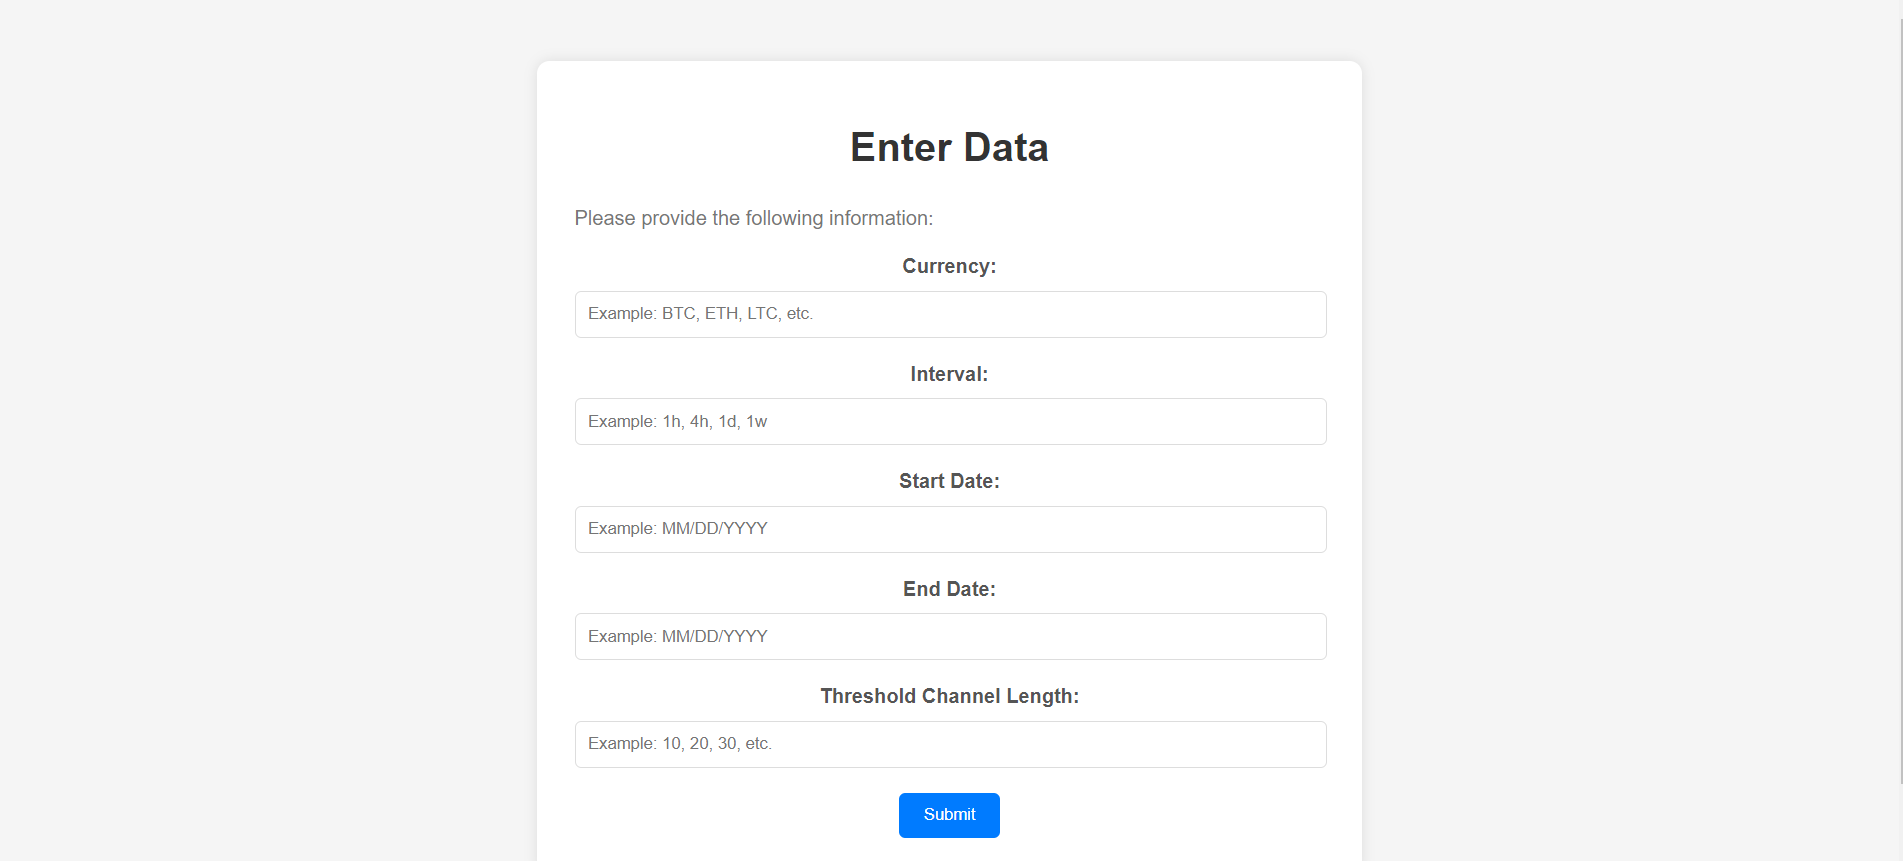 Enter Data
Please provide the following information:
Currency:
Example: BTC, ETH, LTC, etc.
Interval:
Example: 1h, 4h, 1d, 1w
Start Date:
Example: MM/DD/YYYY
End Date:
Example: MM/DD/YYYY
Threshold Channel Length:
Example: 10, 20, 30, etc.
Submit